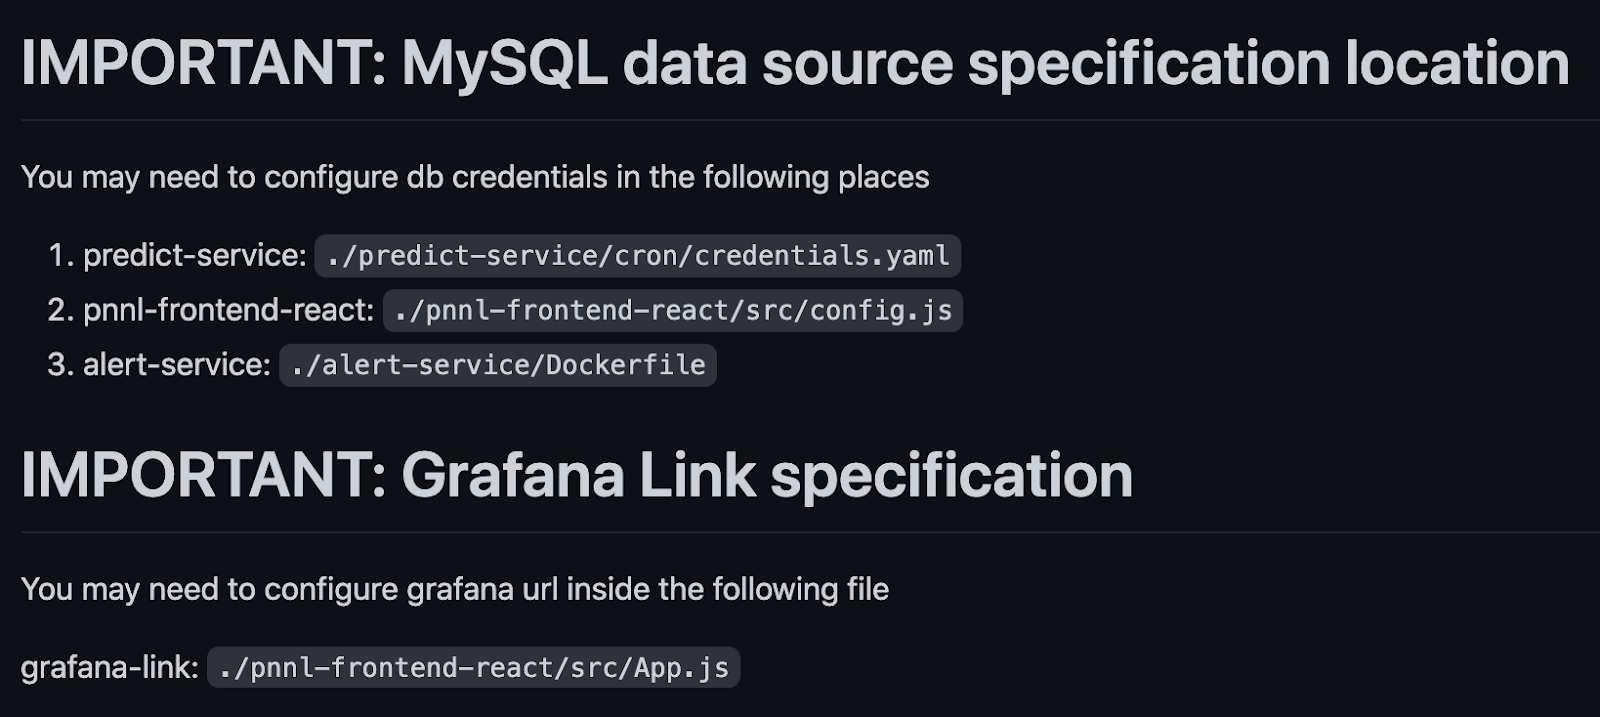 IMPORTANT: MySQL data source specification location
You may need to configure db credentials in the following places
1. predict-service: ./predict-service/cron/credentials.yaml
2. pnnl-frontend-react: ./pnnl-frontend-react/src/config.js
3. alert-service: ./alert-service/Dockerfile
IMPORTANT: Grafana Link specification
You may need to configure grafana url inside the following file
grafana-link: ./pnnl-frontend-react/src/App.js